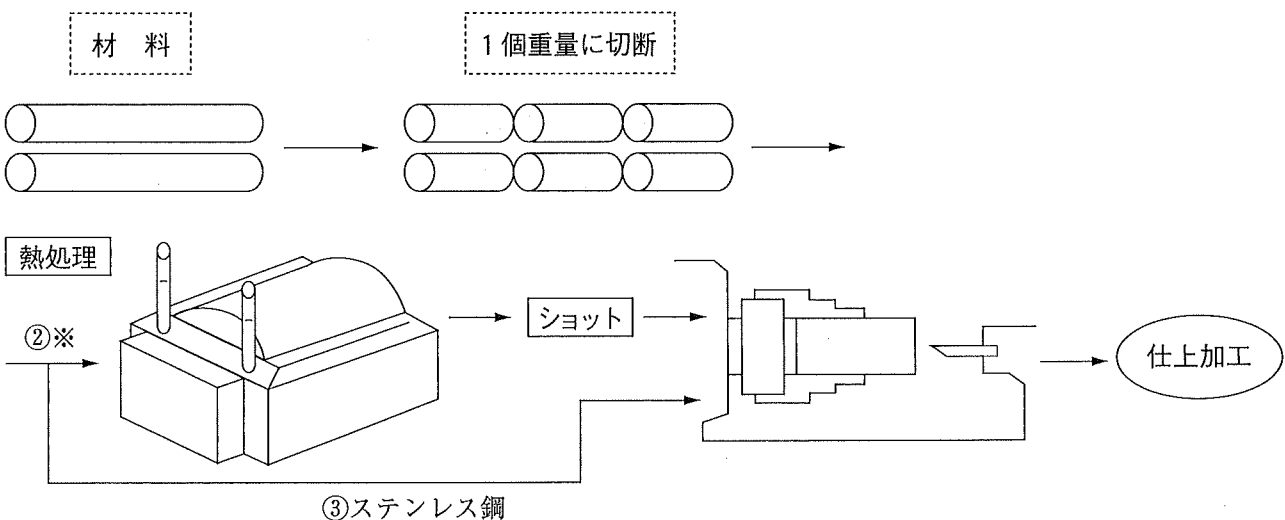 材 料
1個重量に切断
熱処理
②※
ショット
仕上加工
③ステンレス鋼